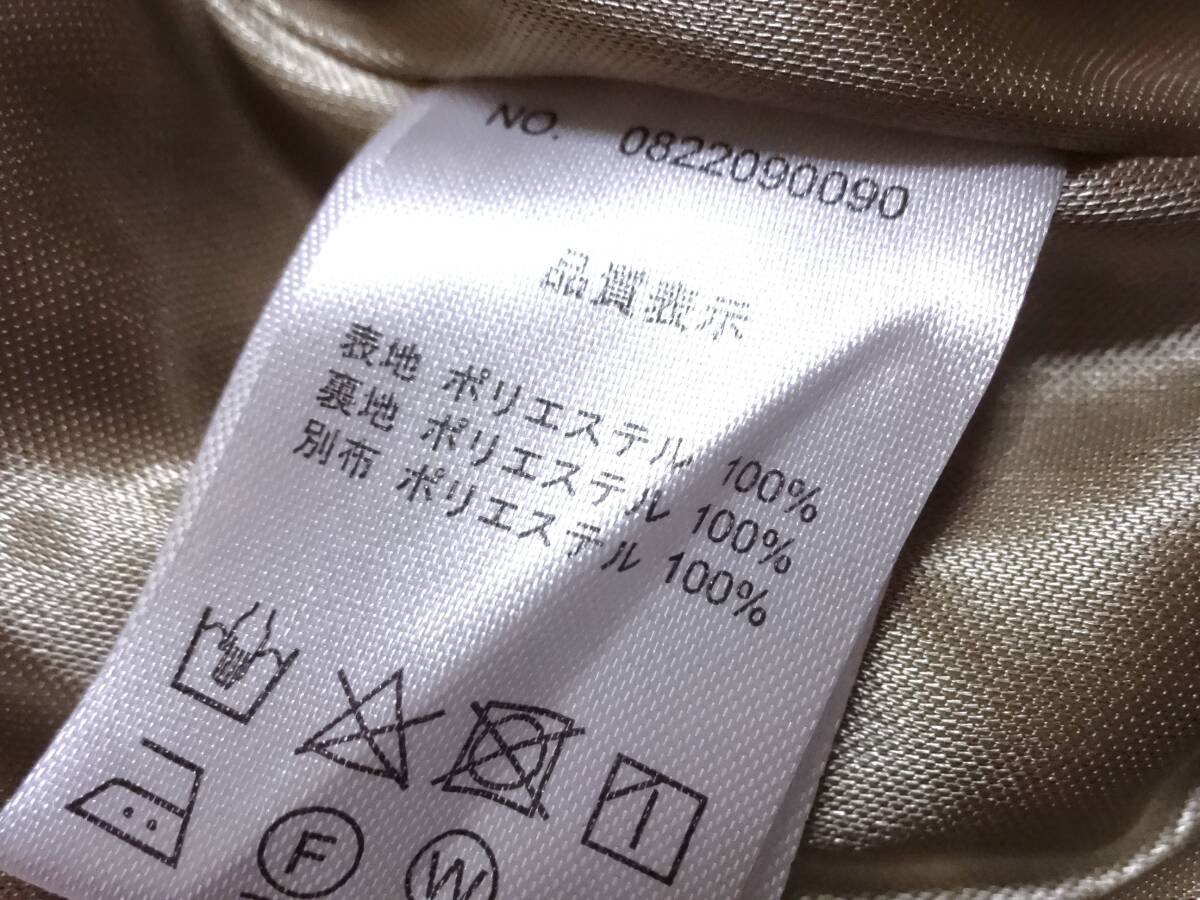 NO. 0822090090
品質表示
表地 ポリエステル 100%
裏地 ポリエステル 100%
別布 ポリエステル 100%
F W